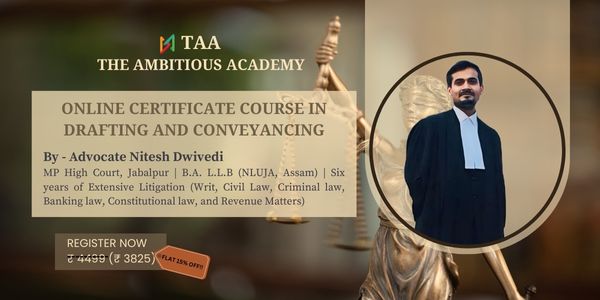 TAA
THE AMBITIOUS ACADEMY
ONLINE CERTIFICATE COURSE IN
DRAFTING AND CONVEYANCING
By - Advocate Nitesh Dwivedi
MP High Court, Jabalpur | B.A. L.L.B (NLUJA, Assam) | Six
years of Extensive Litigation (Writ, Civil Law, Criminal law,
Banking law, Constitutional law, and Revenue Matters)
REGISTER NOW
₹ 4499 (₹ 3825)
FLAT 15% OFF!!